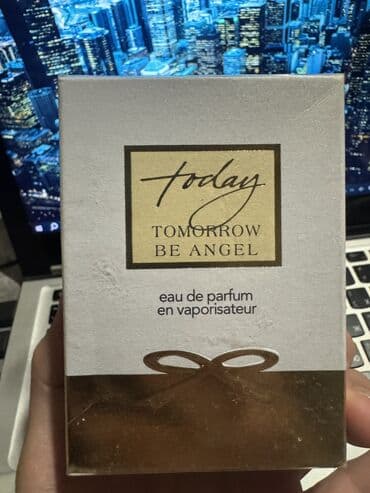 today
TOMORROW
BE ANGEL
eau de parfum
en vaporisateur